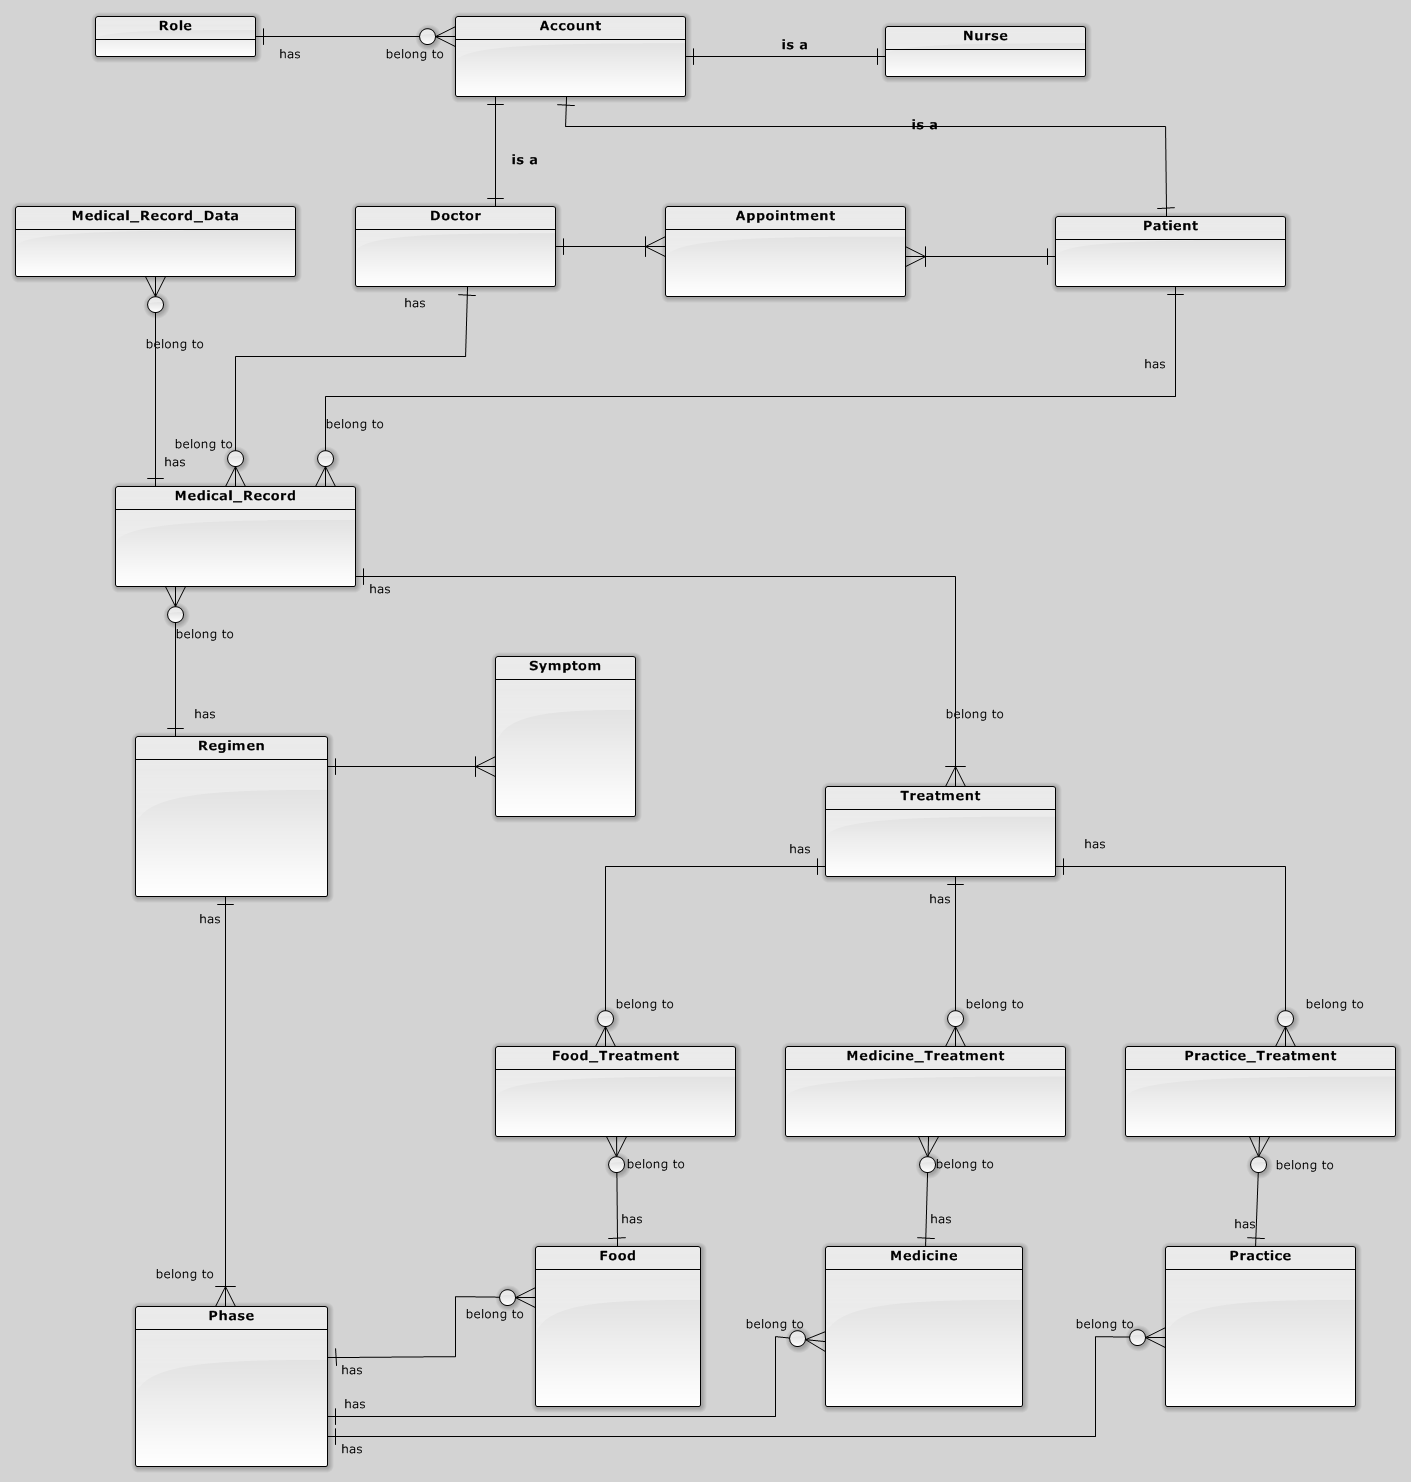 Role
Account
Nurse
has
belong to
is a
is a
is a
Medical_Record_Data
Doctor
Appointment
Patient
has
belong to
has
belong to
belong to
has
Medical_Record
has
belong to
Symptom
has
belong to
Regimen
Treatment
has
has
has
has
belong to
belong to
belong to
Food_Treatment
Medicine_Treatment
Practice_Treatment
belong to
belong to
belong to
has
has
has
Food
Medicine
Practice
belong to
Phase
belong to
belong to
belong to
has
has
has